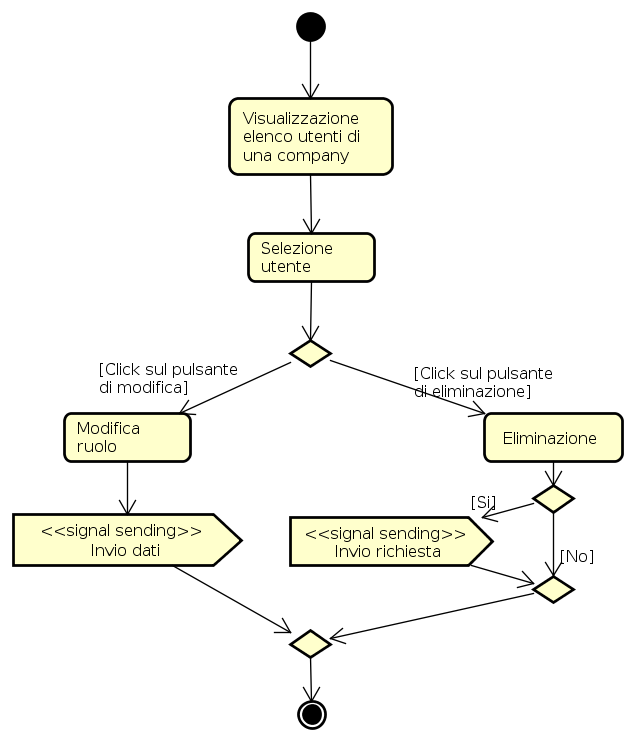 Visualizzazione
elenco utenti di
una company
Selezione
utente
[Click sul pulsante
di modifica]
[Click sul pulsante
di eliminazione]
Modifica
ruolo
Eliminazione
[Si]
<<signal sending>>
Invio dati
<<signal sending>>
Invio richiesta
[No]